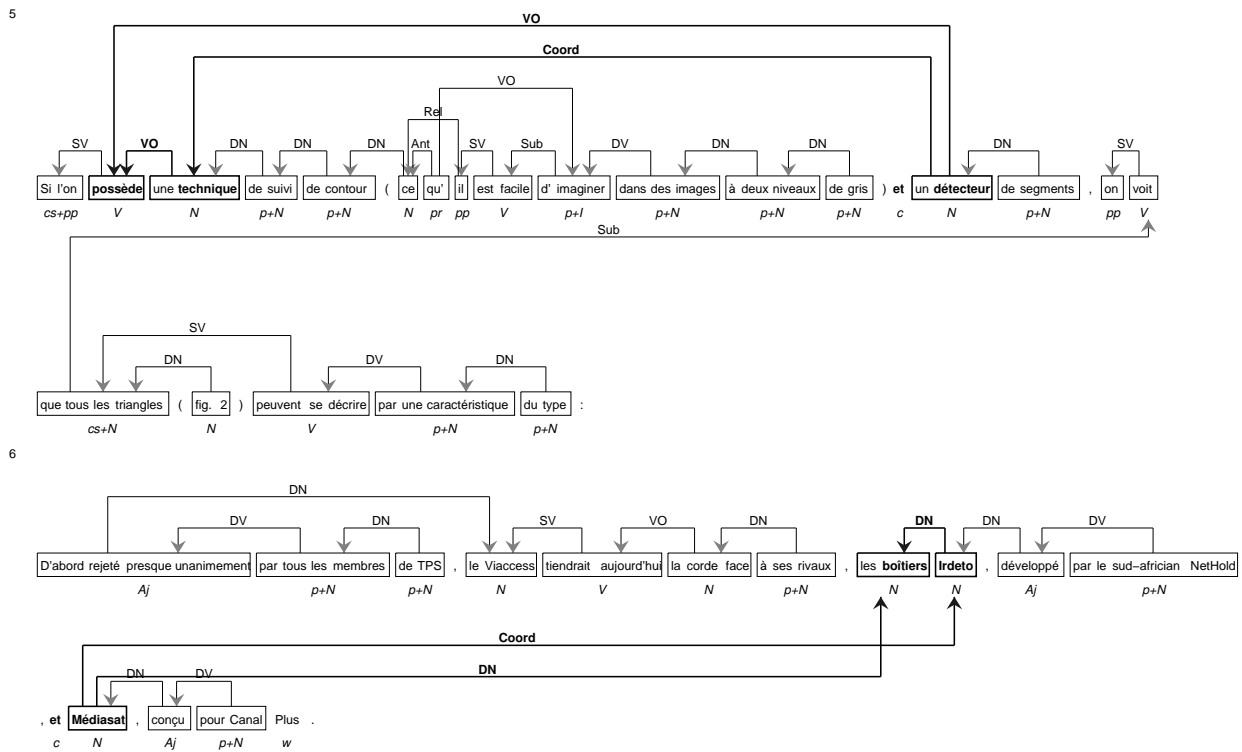 5
VO
Coord
VO
Rel
SV VO DN DN DN Ant SV Sub DV DN DN DN SV
Si l'on possède une technique de suivi de contour ( ce qu' il est facile d' imaginer dans des images à deux niveaux de gris ) et un détecteur de segments , on voit
cs+pp V N p+N p+N N pr pp V p+I p+N p+N p+N c N p+N pp V
Sub
SV
DN DV DN
que tous les triangles ( fig. 2 ) peuvent se décrire par une caractéristique du type :
cs+N N V p+N p+N
6
DN
DV DN SV VO DN DN DN DV
D'abord rejeté presque unanimement par tous les membres de TPS , le Viaccess tiendrait aujourd'hui la corde face à ses rivaux , les boîtiers Irdeto , développé par le sud–africian NetHold
Aj p+N p+N N V N p+N N N Aj p+N
Coord
DN
DN DV
, et Médiasat , conçu pour Canal Plus .
c N Aj p+N w